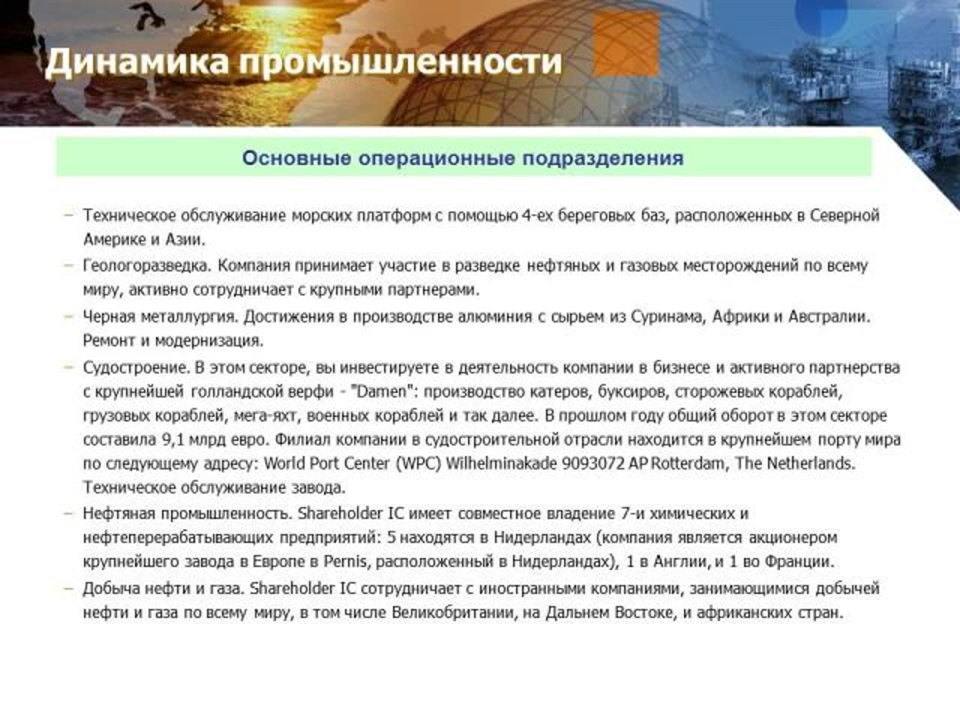 Динамика промышленности
Основные операционные подразделения
– Техническое обслуживание морских платформ с помощью 4-ех береговых баз, расположенных в Северной
Америке и Азии.
– Геологоразведка. Компания принимает участие в разведке нефтяных и газовых месторождений по всему
миру, активно сотрудничает с крупными партнерами.
– Черная металлургия. Достижения в производстве алюминия с сырьем из Суринама, Африки и Австралии.
Ремонт и модернизация.
– Судостроение. В этом секторе, вы инвестируете в деятельность компании в бизнесе и активного партнерства
с крупнейшей голландской верфи - "Damen": производство катеров, буксиров, сторожевых кораблей,
грузовых кораблей, мега-яхт, военных кораблей и так далее. В прошлом году общий оборот в этом секторе
составила 9,1 млрд евро. Филиал компании в судостроительной отрасли находится в крупнейшем порту мира
по следующему адресу: World Port Center (WPC) Wilhelminakade 9093072 AP Rotterdam, The Netherlands.
Техническое обслуживание завода.
– Нефтяная промышленность. Shareholder IC имеет совместное владение 7-и химических и
нефтеперерабатывающих предприятий: 5 находятся в Нидерландах (компания является акционером
крупнейшего завода в Европе в Pernis, расположенный в Нидерландах), 1 в Англии, и 1 во Франции.
– Добыча нефти и газа. Shareholder IC сотрудничает с иностранными компаниями, занимающимися добычей
нефти и газа по всему миру, в том числе Великобритании, на Дальнем Востоке, и африканских стран.